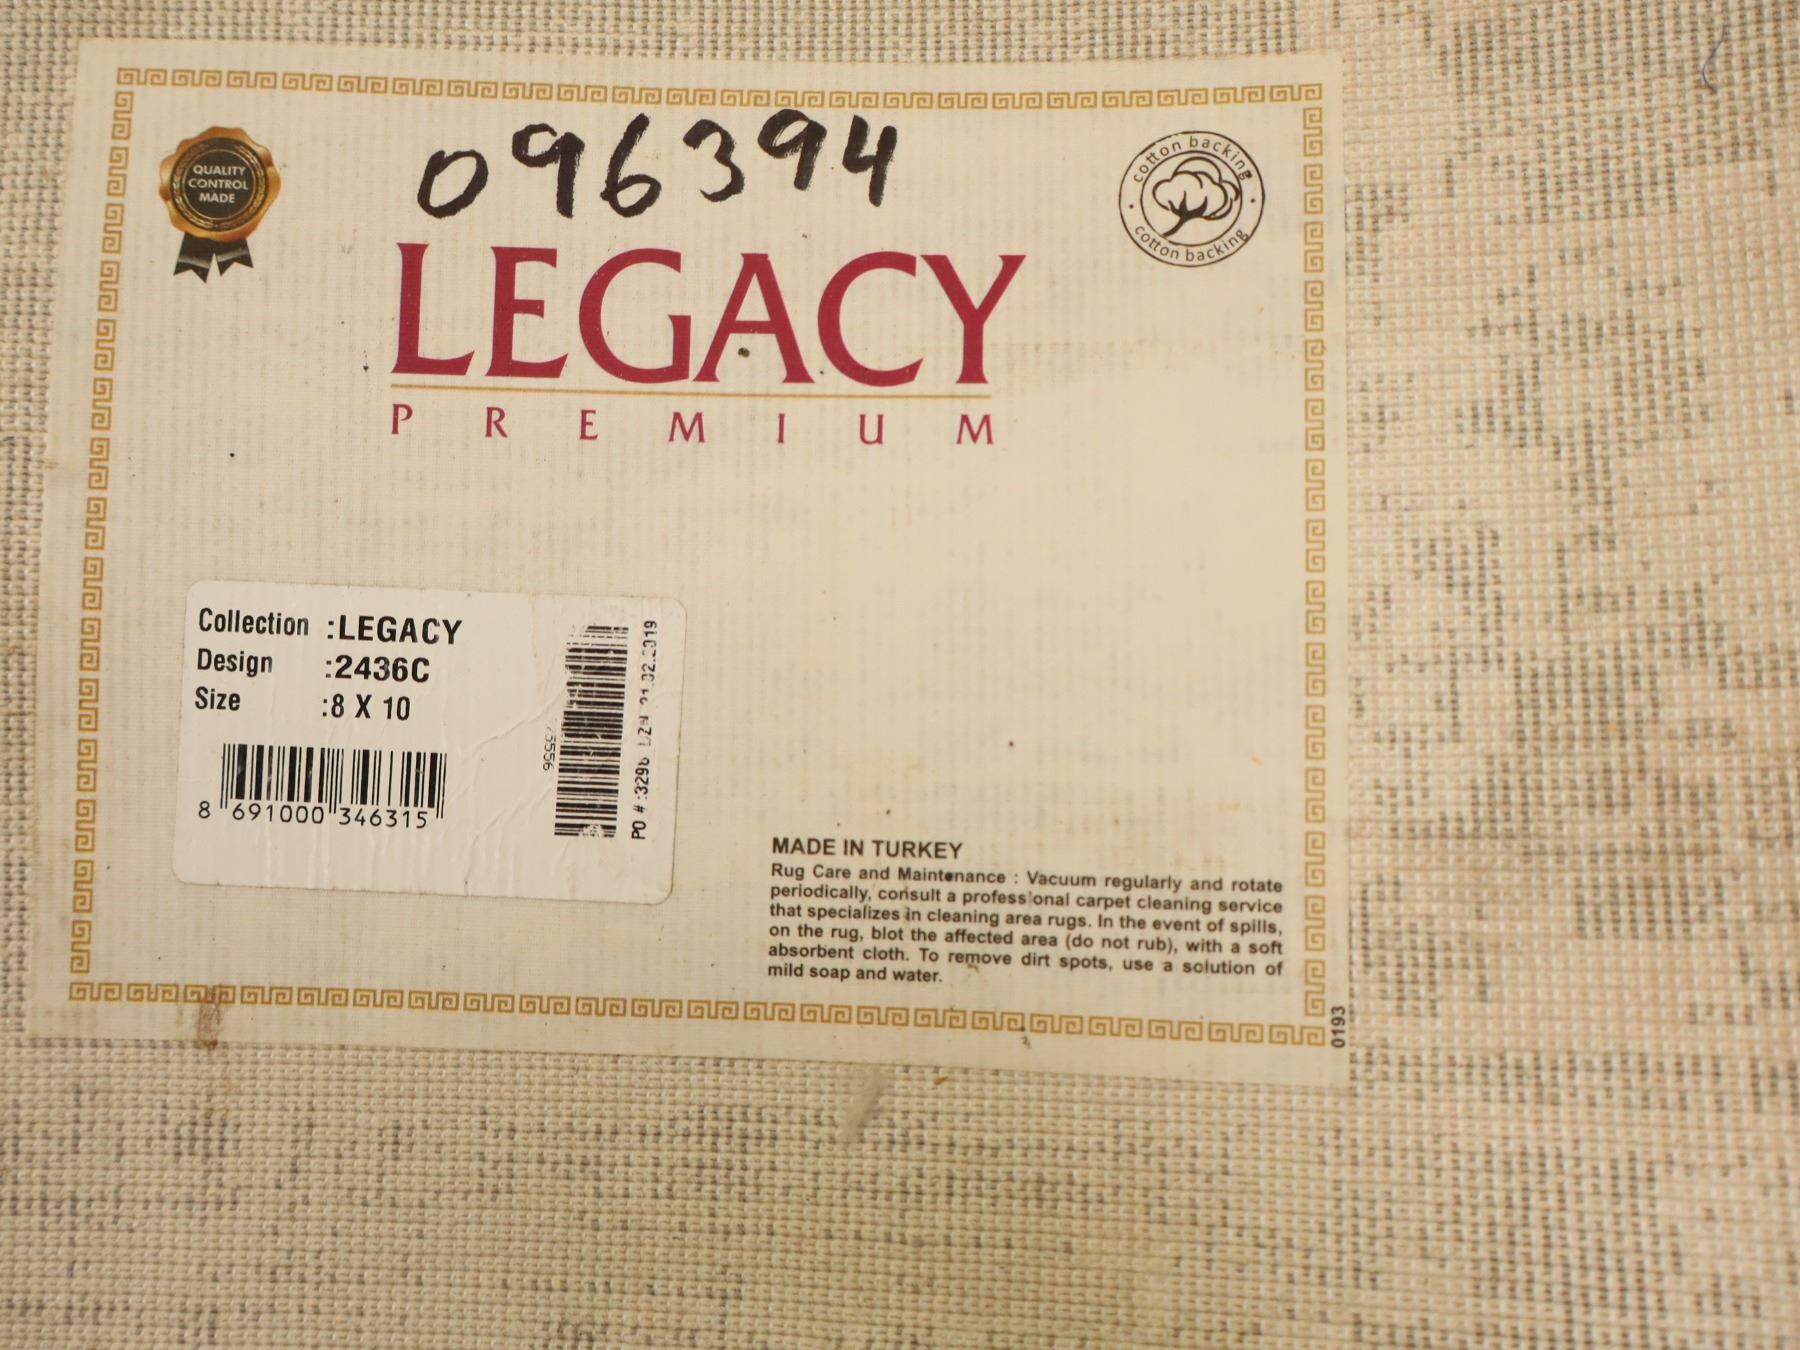 096394
QUALITY
CONTROL
MADE
cotton backing
cotton backing
LEGACY
PREMIUM
Collection :LEGACY
Design :2436C
Size :8 X 10
8 691000 346315
MADE IN TURKEY
Rug Care and Maintenance : Vacuum regularly and rotate
periodically, consult a professional carpet cleaning service
that specializes in cleaning area rugs. In the event of spills,
on the rug, blot the affected area (do not rub), with a soft
absorbent cloth. To remove dirt spots, use a solution of
mild soap and water.
0193